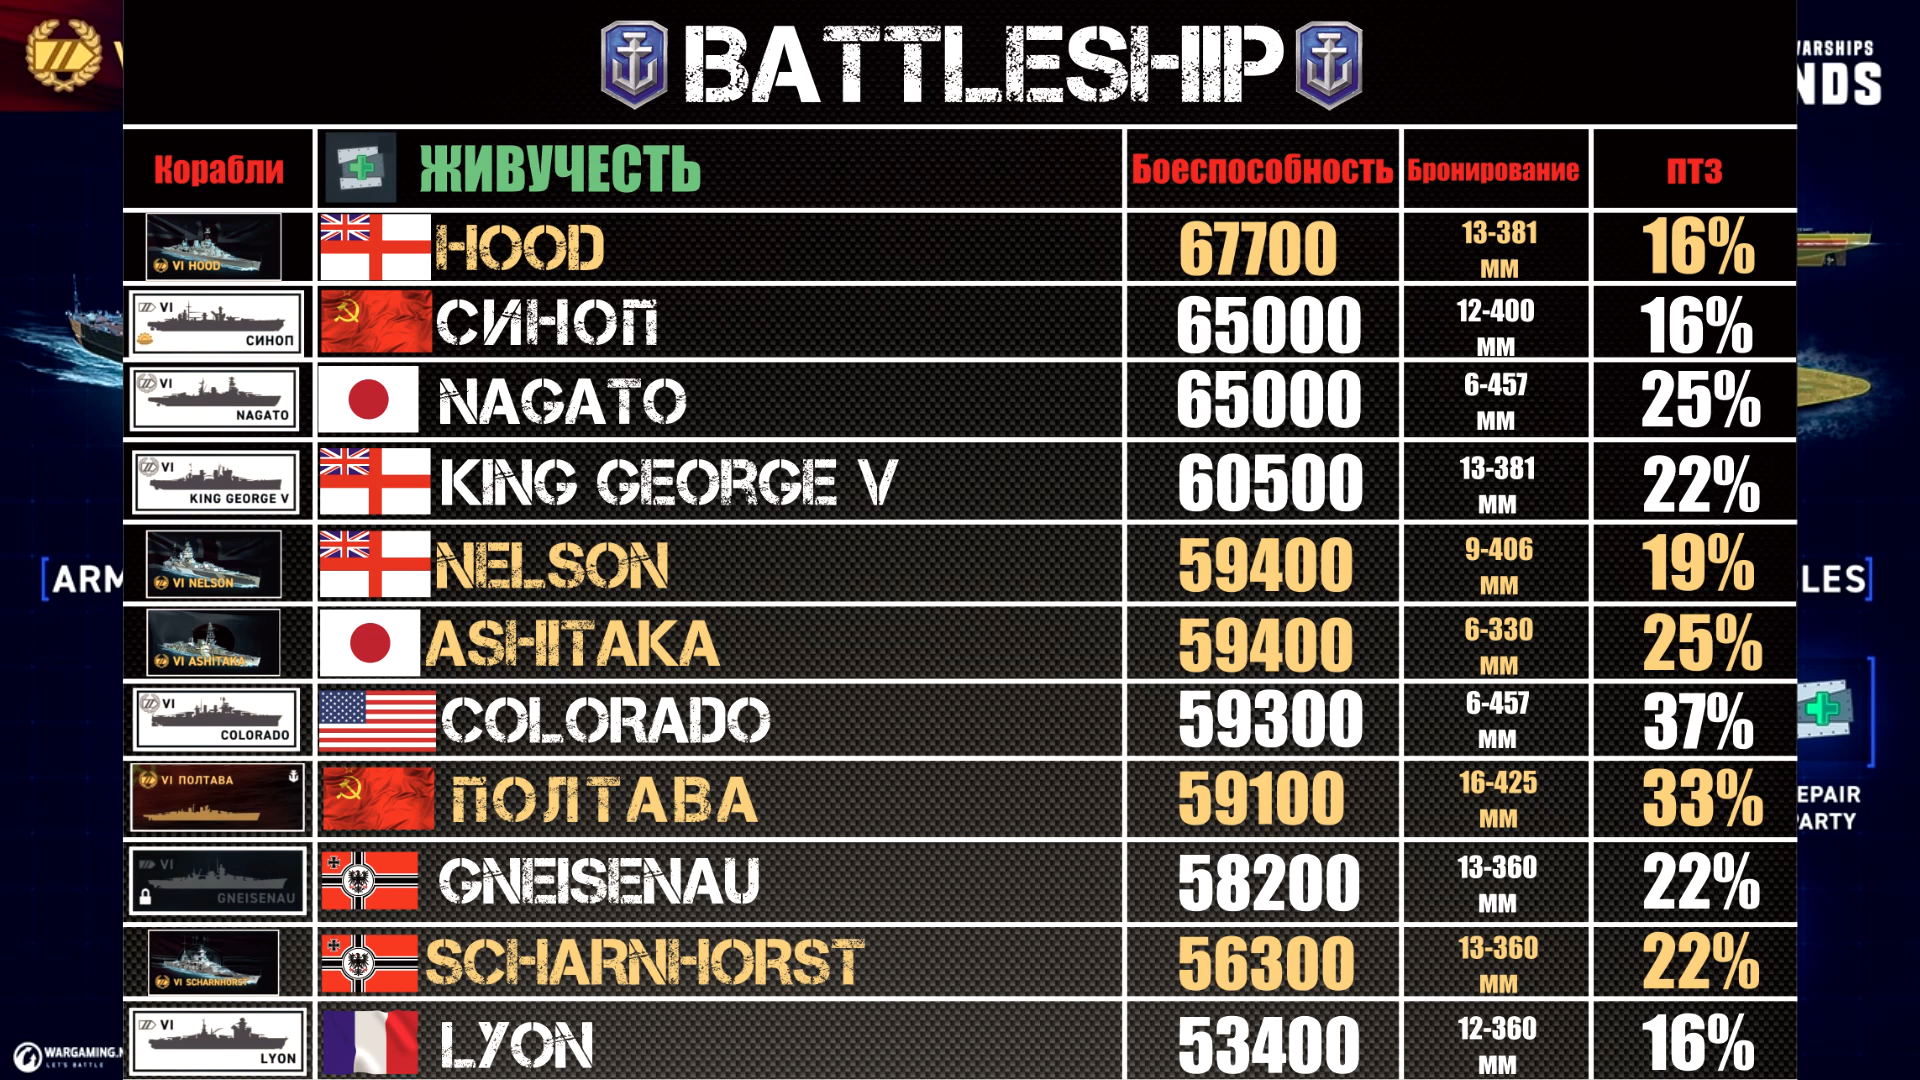 BATTLESHIP
WARSHIPS
NDS
Корабли ЖИВУЧЕСТЬ Боеспособность Бронирование ПТЗ
VI HOOD HOOD 67700 13-381 ММ 16%
VI СИНОП СИНОП 65000 12-400 ММ 16%
VI NAGATO NAGATO 65000 6-457 ММ 25%
VI KING GEORGE V KING GEORGE V 60500 13-381 ММ 22%
VI NELSON NELSON 59400 9-406 ММ 19%
[ARM LES]
VI ASHITAKA ASHITAKA 59400 6-330 ММ 25%
VI COLORADO COLORADO 59300 6-457 ММ 37%
VI ПОЛТАВА ПОЛТАВА 59100 16-425 ММ 33%
EPAIR
PARTY
VI GNEISENAU GNEISENAU 58200 13-360 ММ 22%
VI SCHARNHORST SCHARNHORST 56300 13-360 ММ 22%
VI LYON LYON 53400 12-360 ММ 16%
WARGAMING.N
LET'S BATTLE